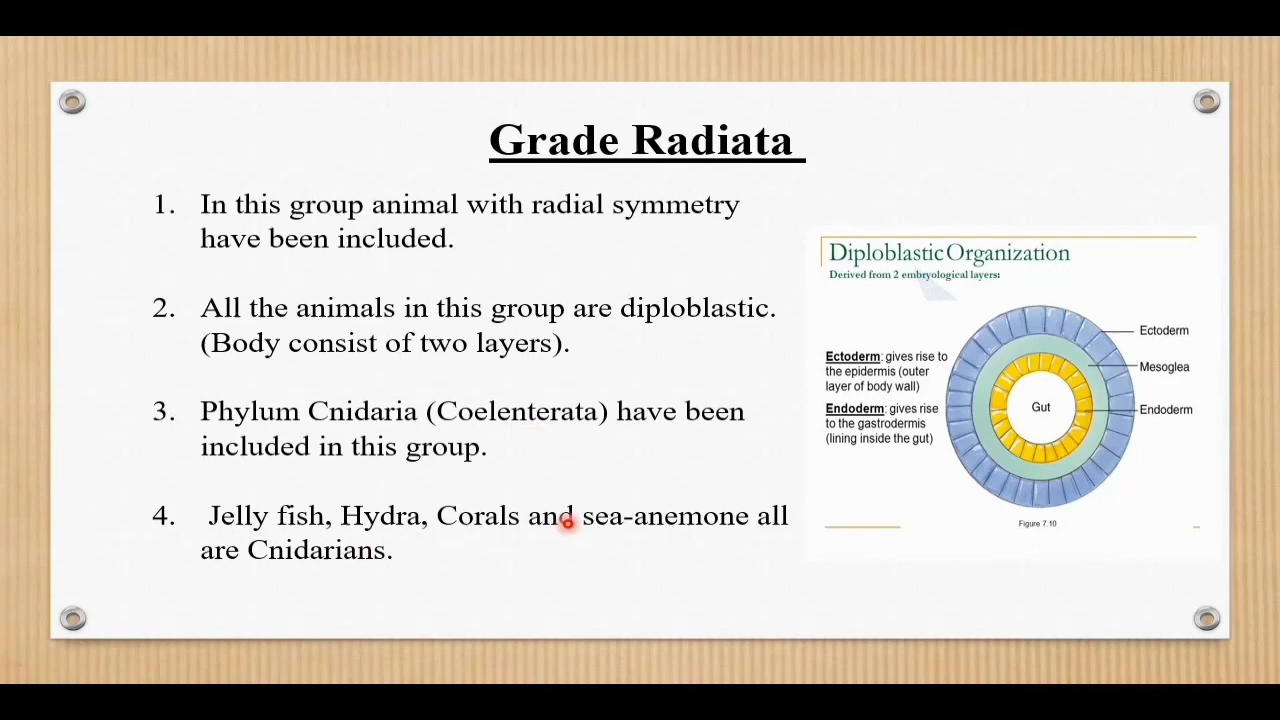 Grade Radiata
1. In this group animal with radial symmetry
have been included.
2. All the animals in this group are diploblastic.
(Body consist of two layers).
3. Phylum Cnidaria (Coelenterata) have been
included in this group.
4. Jelly fish, Hydra, Corals and sea-anemone all
are Cnidarians.
Diploblastic Organization
Derived from 2 embryological layers:
Ectoderm: gives rise to
the epidermis (outer
layer of body wall)
Endoderm: gives rise
to the gastrodermis
(lining inside the gut)
Ectoderm
Mesoglea
Endoderm
Gut
Figure 7.10